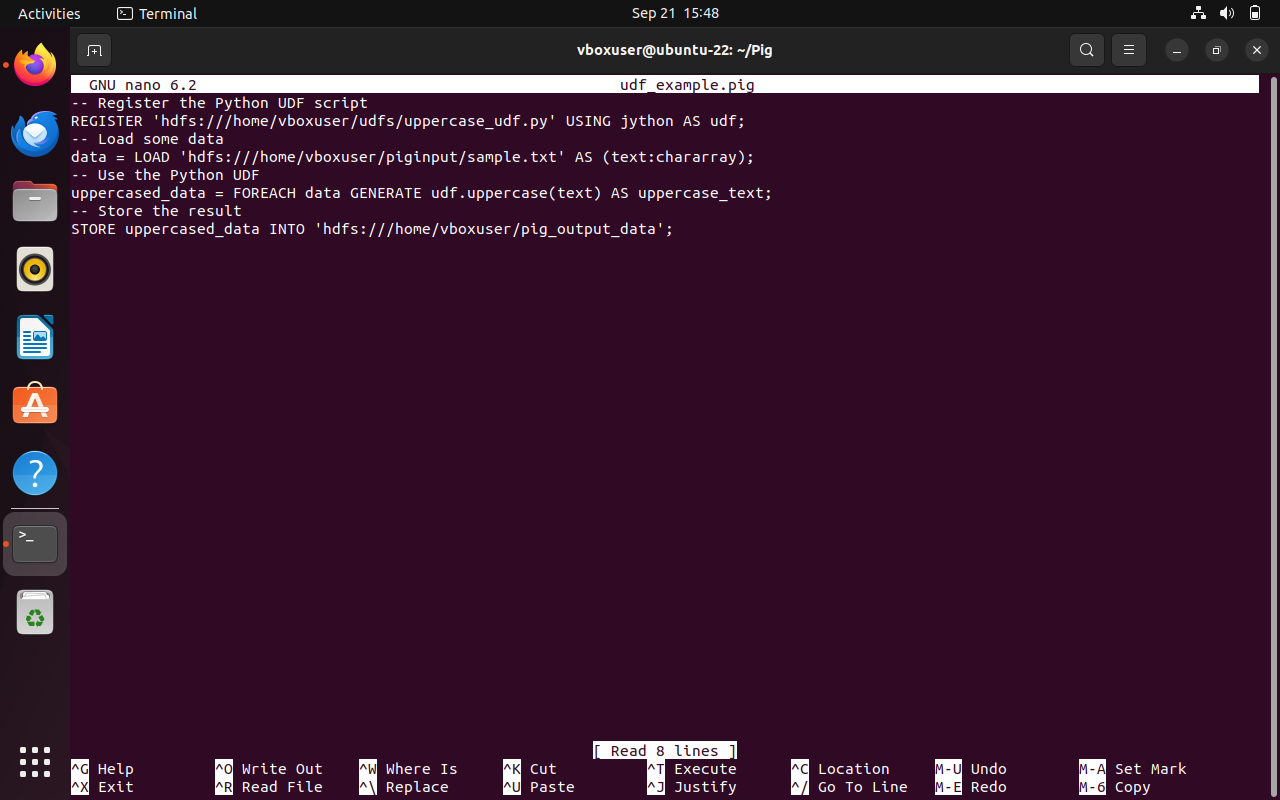 Activities
Terminal
Sep 21 15:48
vboxuser@ubuntu-22: ~/Pig
GNU nano 6.2 udf_example.pig
-- Register the Python UDF script
REGISTER 'hdfs:///home/vboxuser/udfs/uppercase_udf.py' USING jython AS udf;
-- Load some data
data = LOAD 'hdfs:///home/vboxuser/piginput/sample.txt' AS (text:chararray);
-- Use the Python UDF
uppercased_data = FOREACH data GENERATE udf.uppercase(text) AS uppercase_text;
-- Store the result
STORE uppercased_data INTO 'hdfs:///home/vboxuser/pig_output_data';
[ Read 8 lines ]
^G Help ^O Write Out ^W Where Is ^K Cut ^T Execute ^C Location M-U Undo M-A Set Mark
^X Exit ^R Read File ^\ Replace ^U Paste ^J Justify ^/ Go To Line M-E Redo M-6 Copy